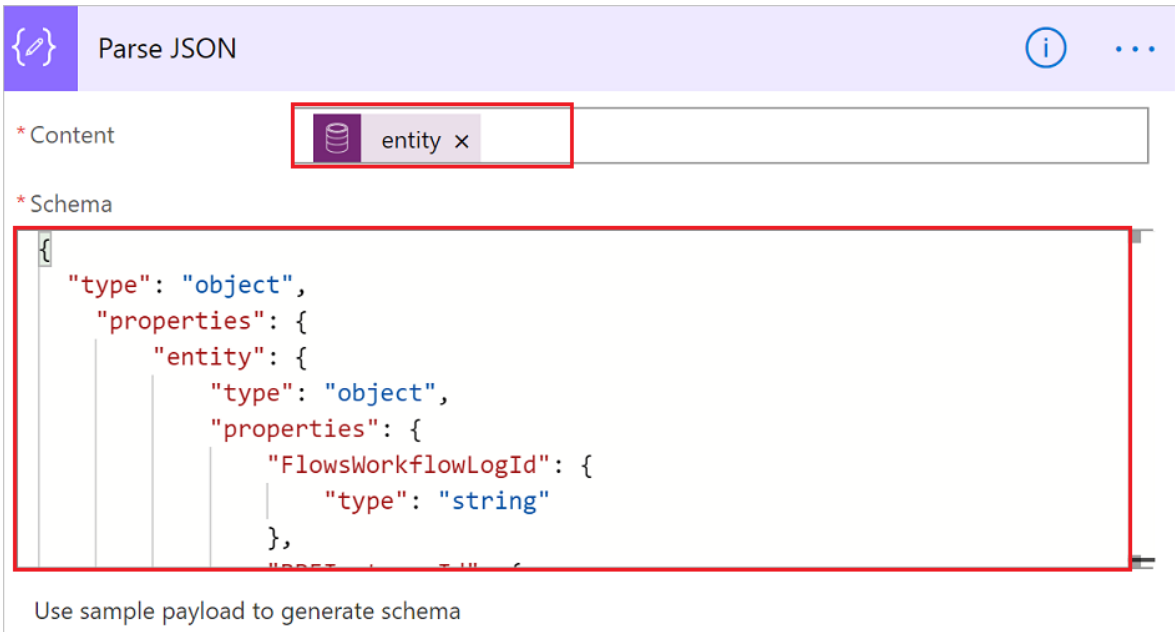 Parse JSON
* Content
entity ×
* Schema
{
"type": "object",
"properties": {
"entity": {
"type": "object",
"properties": {
"FlowsWorkflowLogId": {
"type": "string"
},
Use sample payload to generate schema